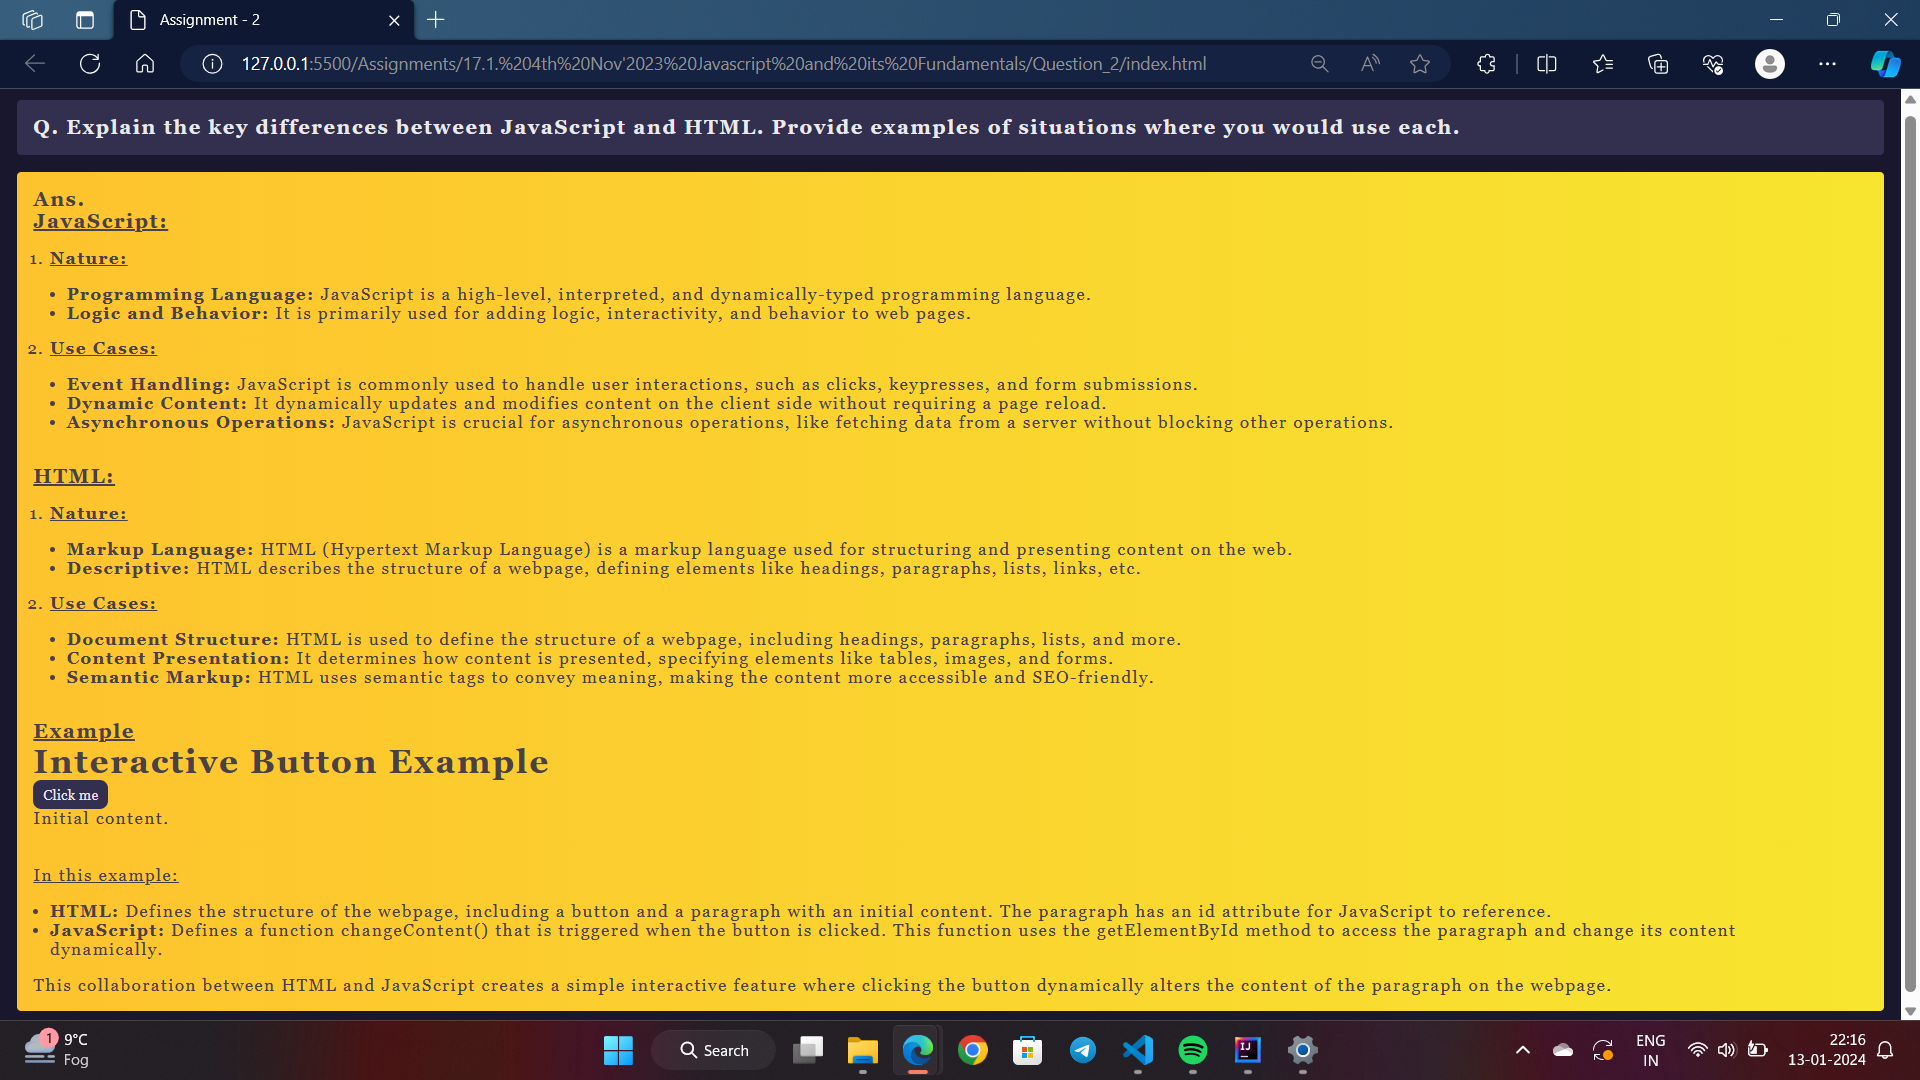 Assignment - 2
127.0.0.1:5500/Assignments/17.1.%204th%20Nov'2023%20Javascript%20and%20its%20Fundamentals/Question_2/index.html
Q. Explain the key differences between JavaScript and HTML. Provide examples of situations where you would use each.
Ans.
JavaScript:
1. Nature:
• Programming Language: JavaScript is a high-level, interpreted, and dynamically-typed programming language.
• Logic and Behavior: It is primarily used for adding logic, interactivity, and behavior to web pages.
2. Use Cases:
• Event Handling: JavaScript is commonly used to handle user interactions, such as clicks, keypresses, and form submissions.
• Dynamic Content: It dynamically updates and modifies content on the client side without requiring a page reload.
• Asynchronous Operations: JavaScript is crucial for asynchronous operations, like fetching data from a server without blocking other operations.
HTML:
1. Nature:
• Markup Language: HTML (Hypertext Markup Language) is a markup language used for structuring and presenting content on the web.
• Descriptive: HTML describes the structure of a webpage, defining elements like headings, paragraphs, lists, links, etc.
2. Use Cases:
• Document Structure: HTML is used to define the structure of a webpage, including headings, paragraphs, lists, and more.
• Content Presentation: It determines how content is presented, specifying elements like tables, images, and forms.
• Semantic Markup: HTML uses semantic tags to convey meaning, making the content more accessible and SEO-friendly.
Example
Interactive Button Example
Click me
Initial content.
In this example:
• HTML: Defines the structure of the webpage, including a button and a paragraph with an initial content. The paragraph has an id attribute for JavaScript to reference.
• JavaScript: Defines a function changeContent() that is triggered when the button is clicked. This function uses the getElementById method to access the paragraph and change its content
dynamically.
This collaboration between HTML and JavaScript creates a simple interactive feature where clicking the button dynamically alters the content of the paragraph on the webpage.
1
9°C
Fog
Search
IJ
ENG
IN
22:16
13-01-2024